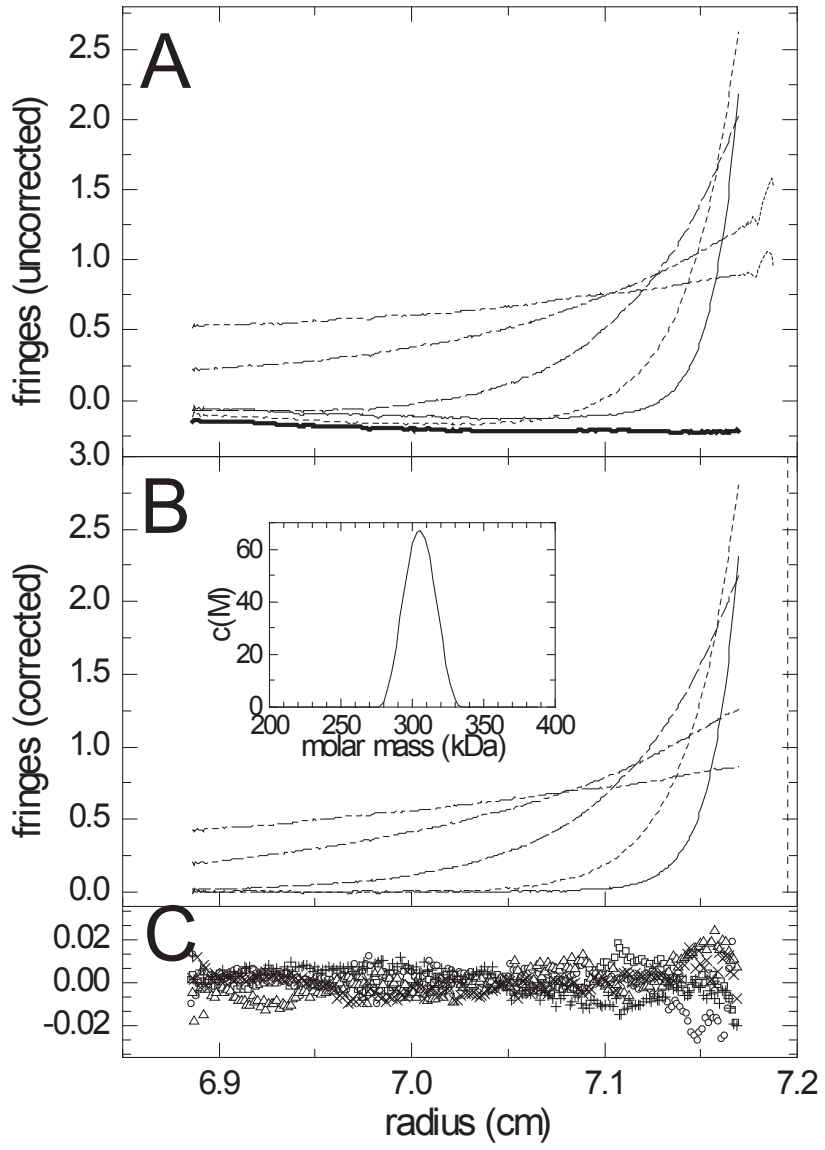 A
fringes (uncorrected)
2.5
2.0
1.5
1.0
0.5
0.0
3.0
B
fringes (corrected)
2.5
2.0
1.5
1.0
0.5
0.0
c(M)
60
40
20
0
200 250 300 350 400
molar mass (kDa)
C
0.02
0.00
-0.02
6.9 7.0 7.1 7.2
radius (cm)